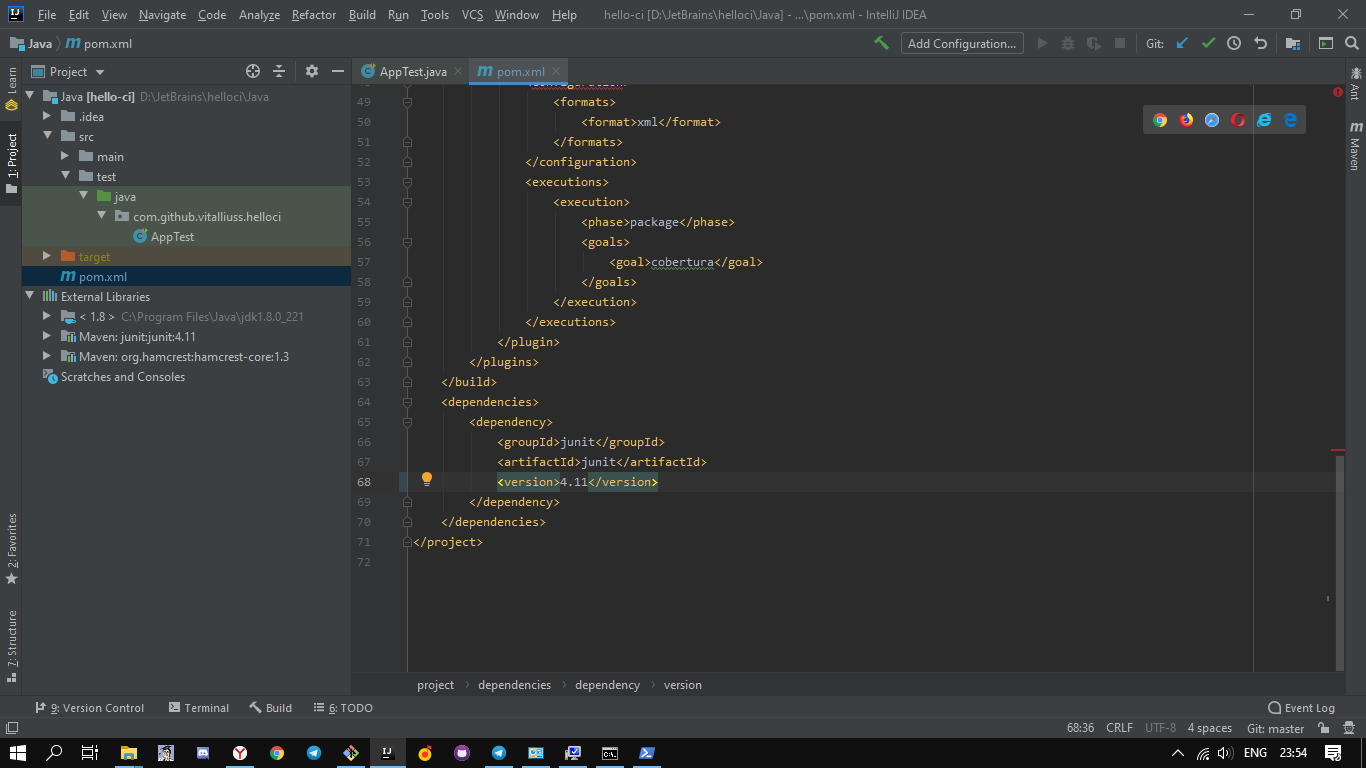 File Edit View Navigate Code Analyze Refactor Build Run Tools VCS Window Help hello-ci [D:\JetBrains\helloci\Java] - ...\pom.xml - IntelliJ IDEA
Java m pom.xml Add Configuration... Git:
Project
AppTest.java
m pom.xml
Learn
1: Project
2: Favorites
7: Structure
Java [hello-ci] D:\JetBrains\helloci\Java
.idea
src
main
test
java
com.github.vitalliuss.helloci
AppTest
target
m pom.xml
External Libraries
< 1.8 > C:\Program Files\Java\jdk1.8.0_221
Maven: junit:junit:4.11
Maven: org.hamcrest:hamcrest-core:1.3
Scratches and Consoles
49 <formats>
50 <format>xml</format>
51 </formats>
52 </configuration>
53 <executions>
54 <execution>
55 <phase>package</phase>
56 <goals>
57 <goal>cobertura</goal>
58 </goals>
59 </execution>
60 </executions>
61 </plugin>
62 </plugins>
63 </build>
64 <dependencies>
65 <dependency>
66 <groupId>junit</groupId>
67 <artifactId>junit</artifactId>
68 <version>4.11</version>
69 </dependency>
70 </dependencies>
71 </project>
72
Ant
m Maven
project › dependencies › dependency › version
9: Version Control Terminal Build 6: TODO Event Log
68:36 CRLF UTF-8 4 spaces Git: master
ENG 23:54